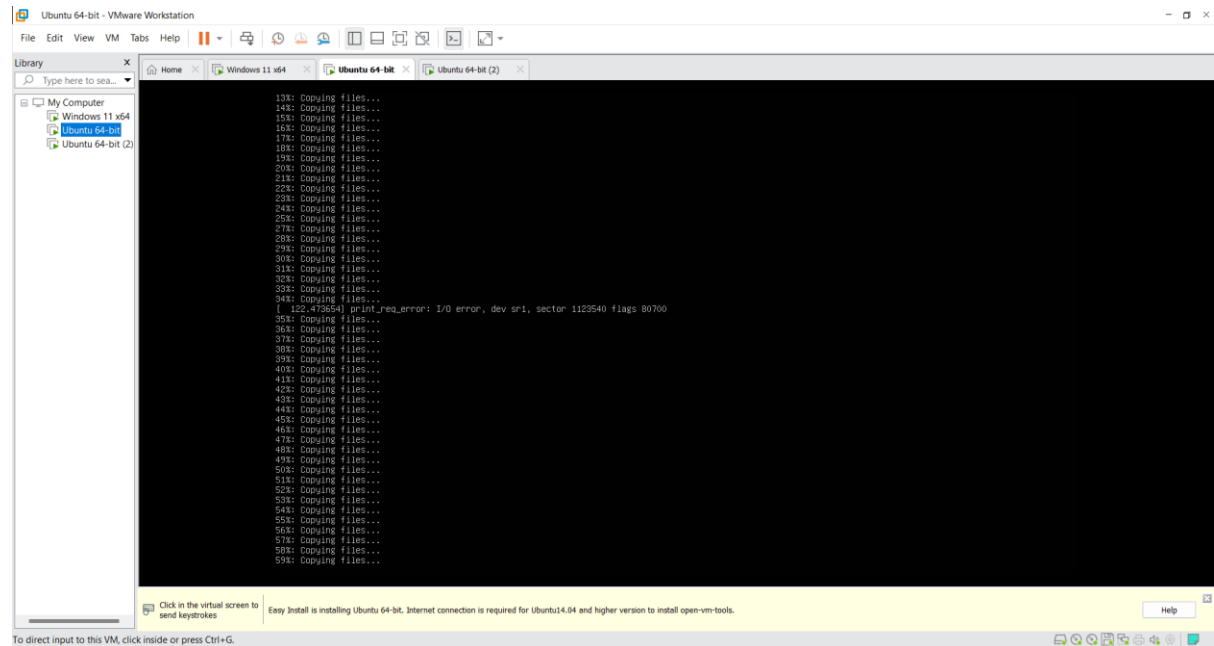 Ubuntu 64-bit - VMware Workstation
File Edit View VM Tabs Help
Library x
Home Windows 11 x64 Ubuntu 64-bit Ubuntu 64-bit (2)
Type here to sea...
My Computer
Windows 11 x64
Ubuntu 64-bit
Ubuntu 64-bit (2)
13%: Copying files...
14%: Copying files...
15%: Copying files...
16%: Copying files...
17%: Copying files...
18%: Copying files...
19%: Copying files...
20%: Copying files...
21%: Copying files...
22%: Copying files...
23%: Copying files...
24%: Copying files...
25%: Copying files...
27%: Copying files...
28%: Copying files...
29%: Copying files...
30%: Copying files...
31%: Copying files...
32%: Copying files...
33%: Copying files...
34%: Copying files...
[ 122.473654] print_req_error: I/O error, dev sr1, sector 1123540 flags 80700
35%: Copying files...
36%: Copying files...
37%: Copying files...
38%: Copying files...
39%: Copying files...
40%: Copying files...
41%: Copying files...
42%: Copying files...
43%: Copying files...
44%: Copying files...
45%: Copying files...
46%: Copying files...
47%: Copying files...
48%: Copying files...
49%: Copying files...
50%: Copying files...
51%: Copying files...
52%: Copying files...
53%: Copying files...
54%: Copying files...
55%: Copying files...
56%: Copying files...
57%: Copying files...
58%: Copying files...
59%: Copying files...
Click in the virtual screen to
send keystrokes
Easy Install is installing Ubuntu 64-bit. Internet connection is required for Ubuntu14.04 and higher version to install open-vm-tools.
Help
To direct input to this VM, click inside or press Ctrl+G.